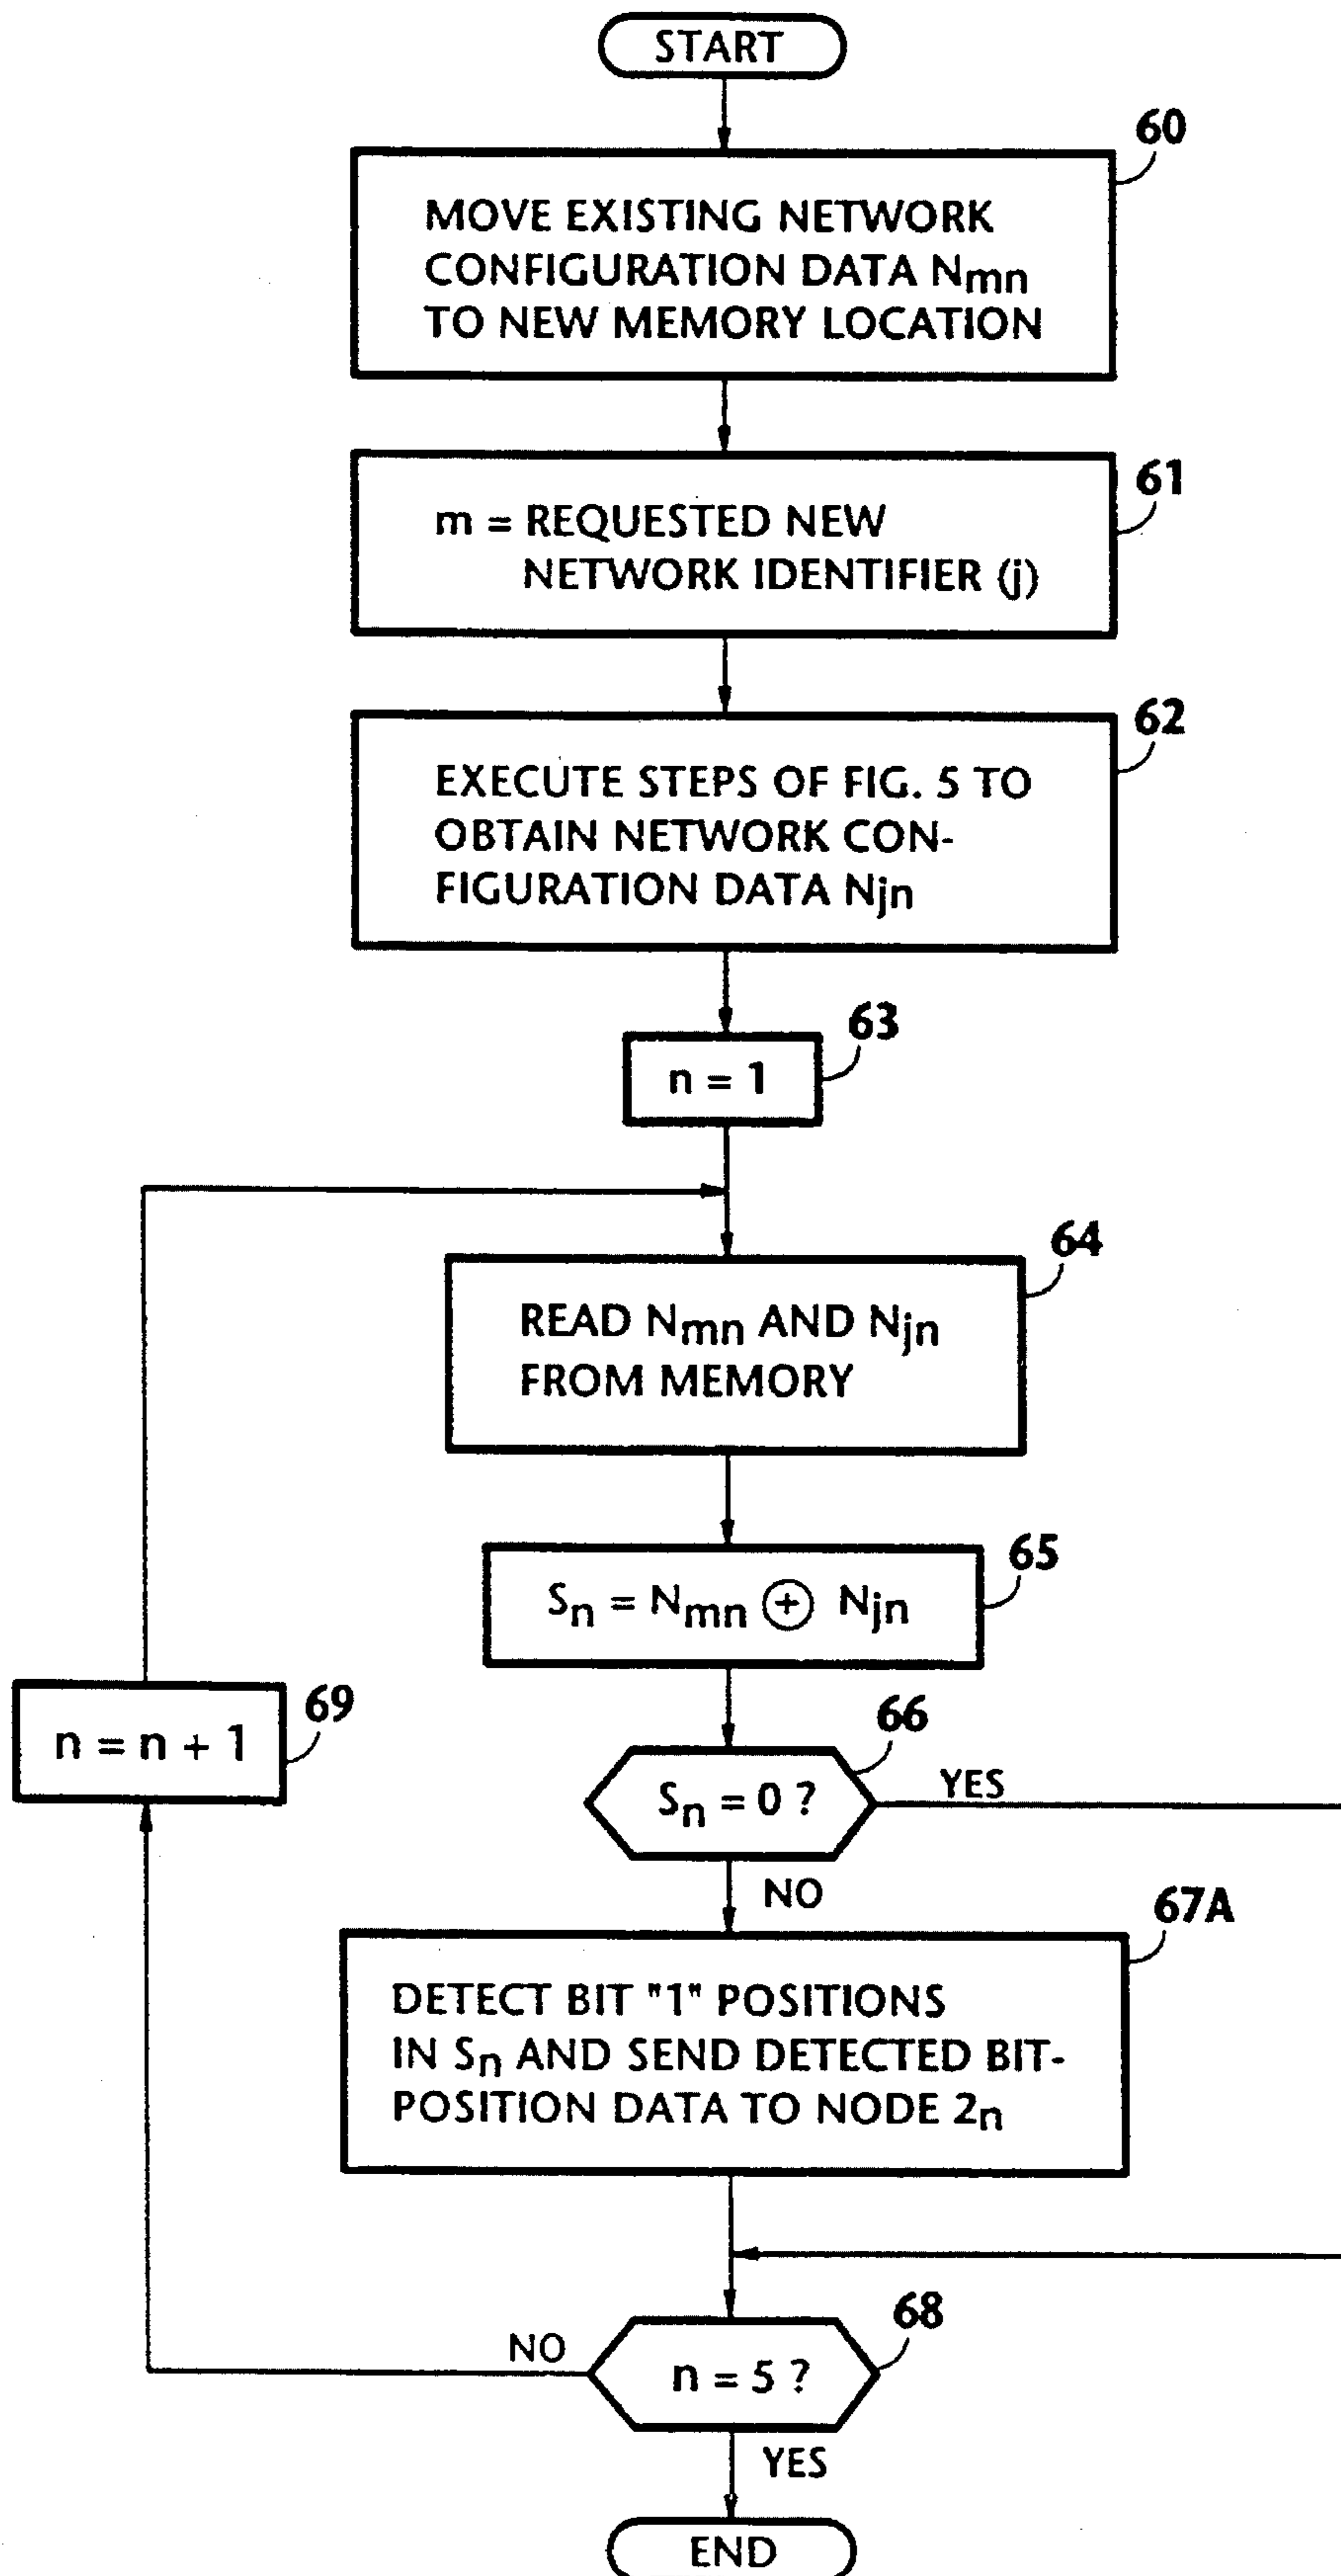 START
60
MOVE EXISTING NETWORK
CONFIGURATION DATA Nmn
TO NEW MEMORY LOCATION
61
m = REQUESTED NEW
NETWORK IDENTIFIER (j)
62
EXECUTE STEPS OF FIG. 5 TO
OBTAIN NETWORK CON-
FIGURATION DATA Njn
63
n = 1
64
READ Nmn AND Njn
FROM MEMORY
65
Sn = Nmn ⊕ Njn
69
n = n + 1
66
Sn = 0 ?
YES
NO
67A
DETECT BIT "1" POSITIONS
IN Sn AND SEND DETECTED BIT-
POSITION DATA TO NODE 2n
68
NO
n = 5 ?
YES
END